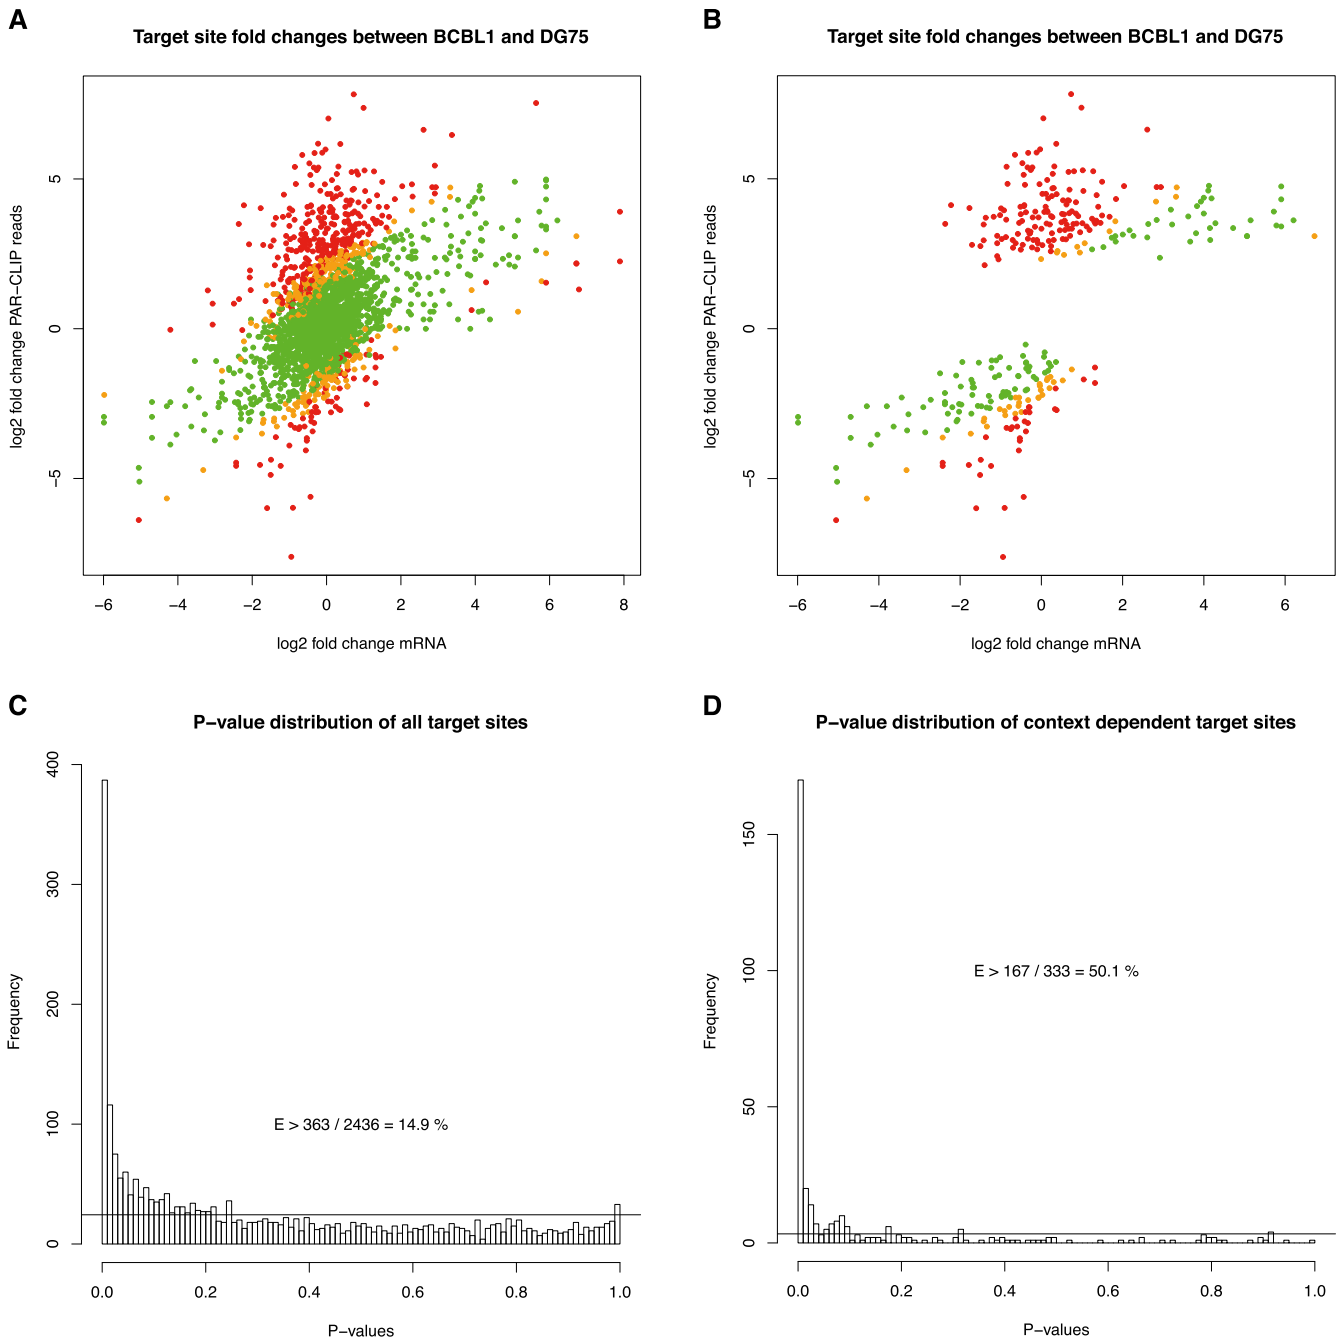 A
Target site fold changes between BCBL1 and DG75
log2 fold change PAR−CLIP reads
5
0
−5
−6 −4 −2 0 2 4 6 8
log2 fold change mRNA
B
Target site fold changes between BCBL1 and DG75
log2 fold change PAR−CLIP reads
5
0
−5
−6 −4 −2 0 2 4 6
log2 fold change mRNA
C
P−value distribution of all target sites
Frequency
400
300
200
100
0
E > 363 / 2436 = 14.9 %
0.0 0.2 0.4 0.6 0.8 1.0
P−values
D
P−value distribution of context dependent target sites
Frequency
150
100
50
0
E > 167 / 333 = 50.1 %
0.0 0.2 0.4 0.6 0.8 1.0
P−values